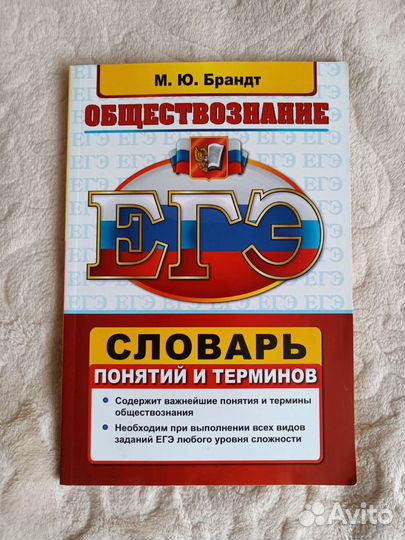 М. Ю. Брандт
ОБЩЕСТВОЗНАНИЕ
ЕГЭ
СЛОВАРЬ
ПОНЯТИЙ И ТЕРМИНОВ
• Содержит важнейшие понятия и термины
обществознания
• Необходим при выполнении всех видов
заданий ЕГЭ любого уровня сложности
Avito